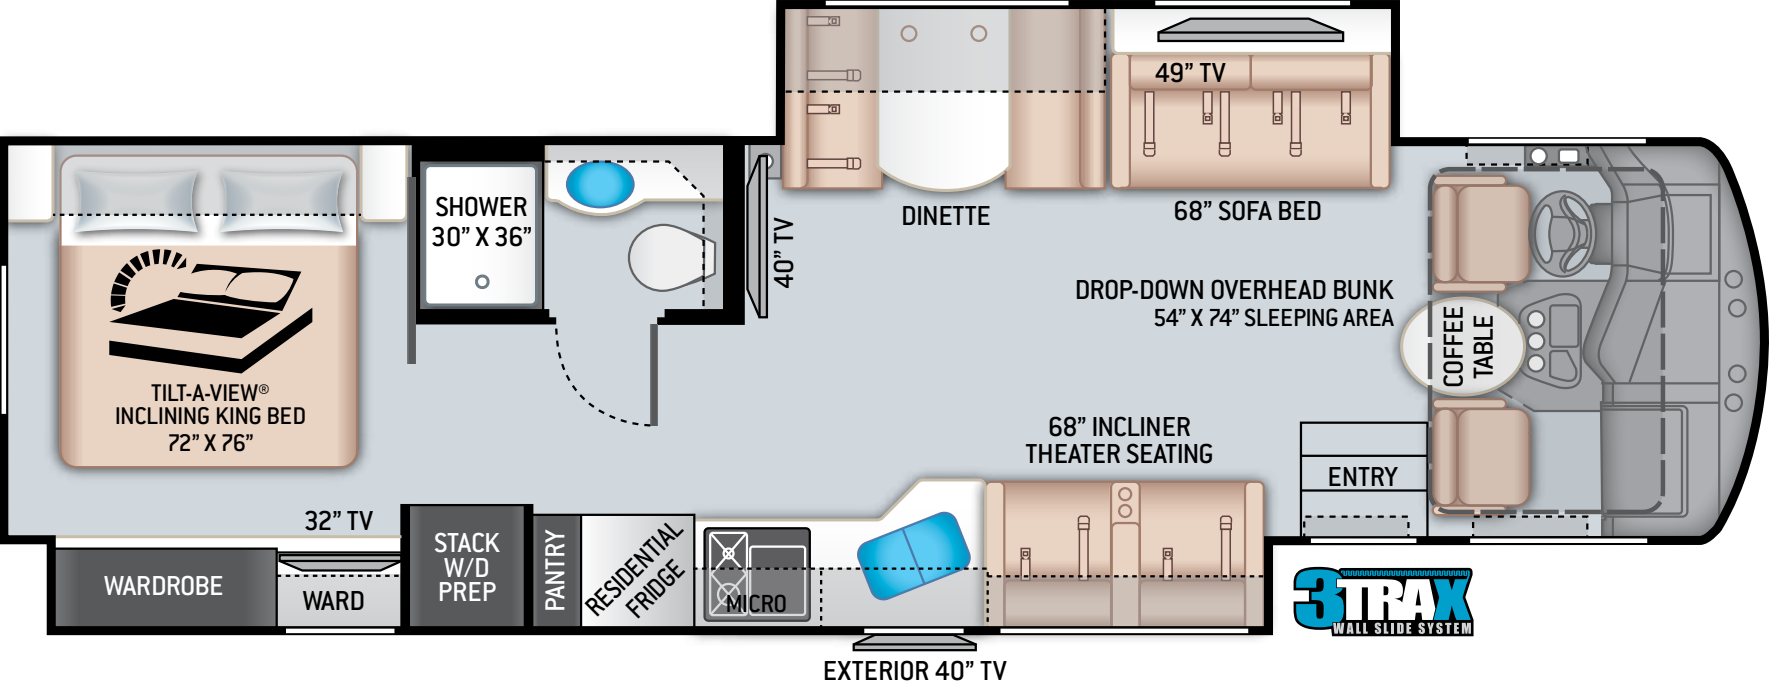 49” TV
SHOWER
30” X 36”
40” TV
DINETTE
68” SOFA BED
DROP-DOWN OVERHEAD BUNK
54” X 74” SLEEPING AREA
COFFEE
TABLE
TILT-A-VIEW®
INCLINING KING BED
72” X 76”
68” INCLINER
THEATER SEATING
ENTRY
32” TV
WARDROBE
WARD
STACK
W/D
PREP
PANTRY
RESIDENTIAL
FRIDGE
MICRO
3TRAX
WALL SLIDE SYSTEM
EXTERIOR 40” TV